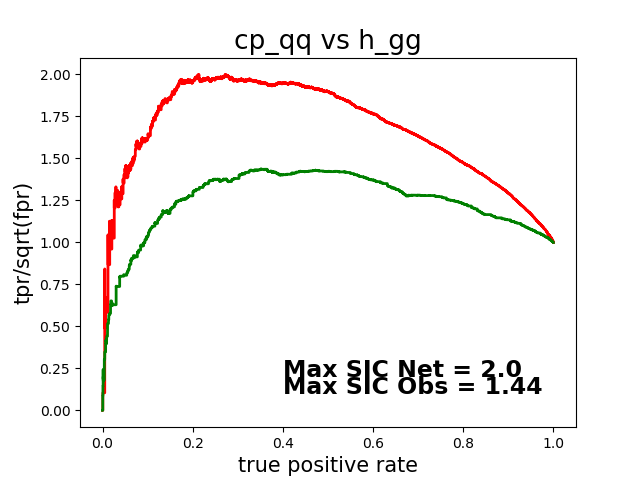 cp_qq vs h_gg
tpr/sqrt(fpr)
2.00
1.75
1.50
1.25
1.00
0.75
0.50
0.25
0.00
Max SIC Net = 2.0
Max SIC Obs = 1.44
0.0 0.2 0.4 0.6 0.8 1.0
true positive rate